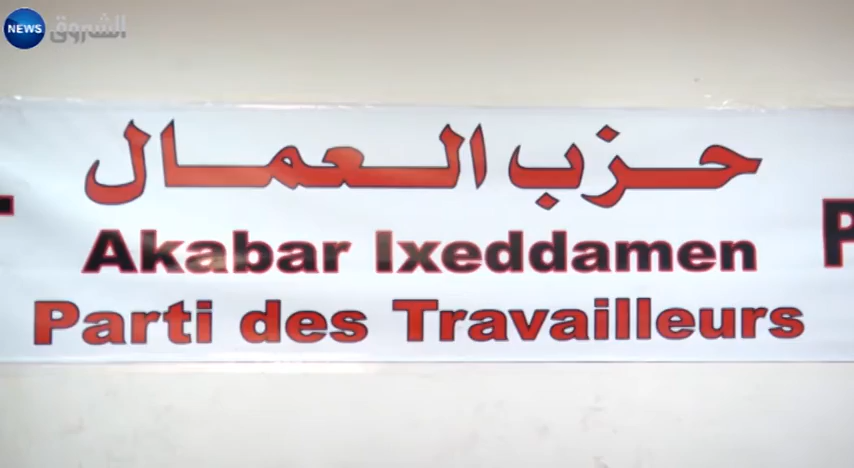 NEWS الشروق
حزب العمال
Akabar Ixeddamen
Parti des Travailleurs
P